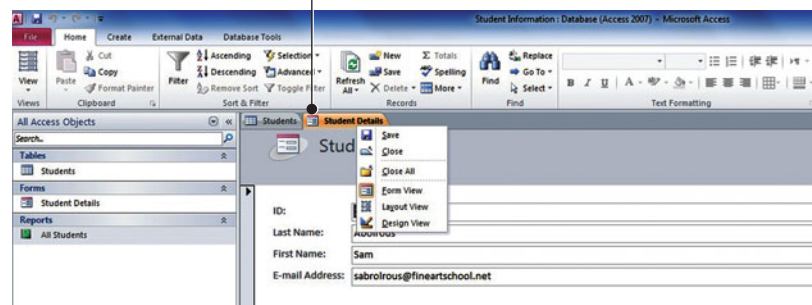 Student Information : Database (Access 2007) - Microsoft Access
File Home Create External Data Database Tools
View
Views
Paste
Cut
Copy
Format Painter
Clipboard
Filter
Ascending
Descending
Remove Sort
Selection
Advanced
Toggle Filter
Sort & Filter
Refresh All
New
Save
Delete
Totals
Spelling
More
Records
Find
Replace
Go To
Select
Find
B I U A
Text Formatting
All Access Objects
Search..
Tables
Students
Forms
Student Details
Reports
All Students
Students Student Details
Stud
Save
Close
Close All
Form View
Layout View
Design View
ID:
Last Name: Abolrous
First Name: Sam
E-mail Address: sabrolrous@fineartschool.net